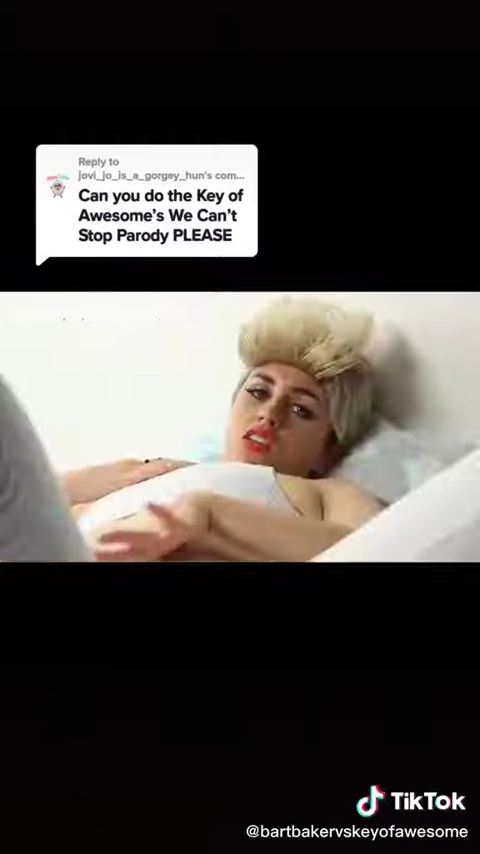 Reply to
jovi_jo_is_a_gorgey_hun's com...
Can you do the Key of
Awesome's We Can't
Stop Parody PLEASE
TikTok
@bartbakervskeyofawesome